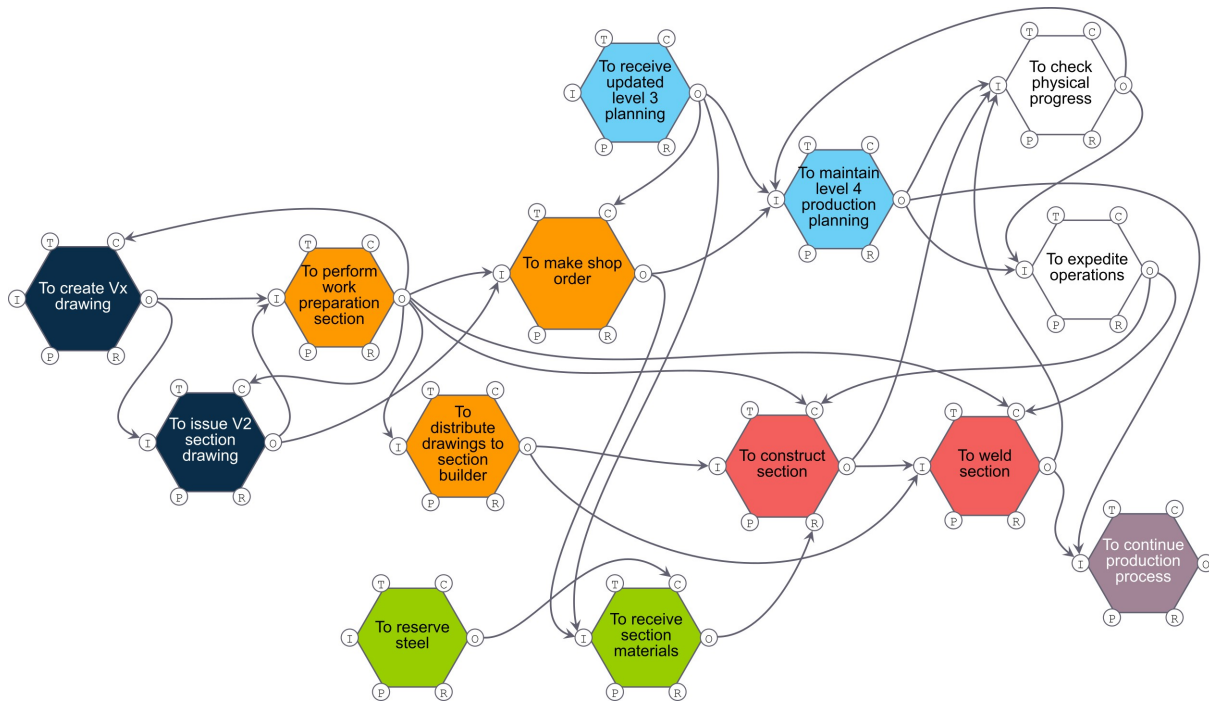 T
C
To receive
updated
level 3
planning
I
O
P
R
T
C
To check
physical
progress
I
O
P
R
T
C
To maintain
level 4
production
planning
I
O
P
R
T
C
To create Vx
drawing
I
O
P
R
T
C
To perform
work
preparation
section
I
O
P
R
T
C
To make shop
order
I
O
P
R
T
C
To expedite
operations
I
O
P
R
T
C
To issue V2
section
drawing
I
O
P
R
T
C
To
distribute
drawings to
section
builder
I
O
P
R
T
C
To construct
section
I
O
P
R
T
C
To weld
section
I
O
P
R
T
C
To continue
production
process
I
O
P
R
T
C
To reserve
steel
I
O
P
R
T
C
To receive
section
materials
I
O
P
R